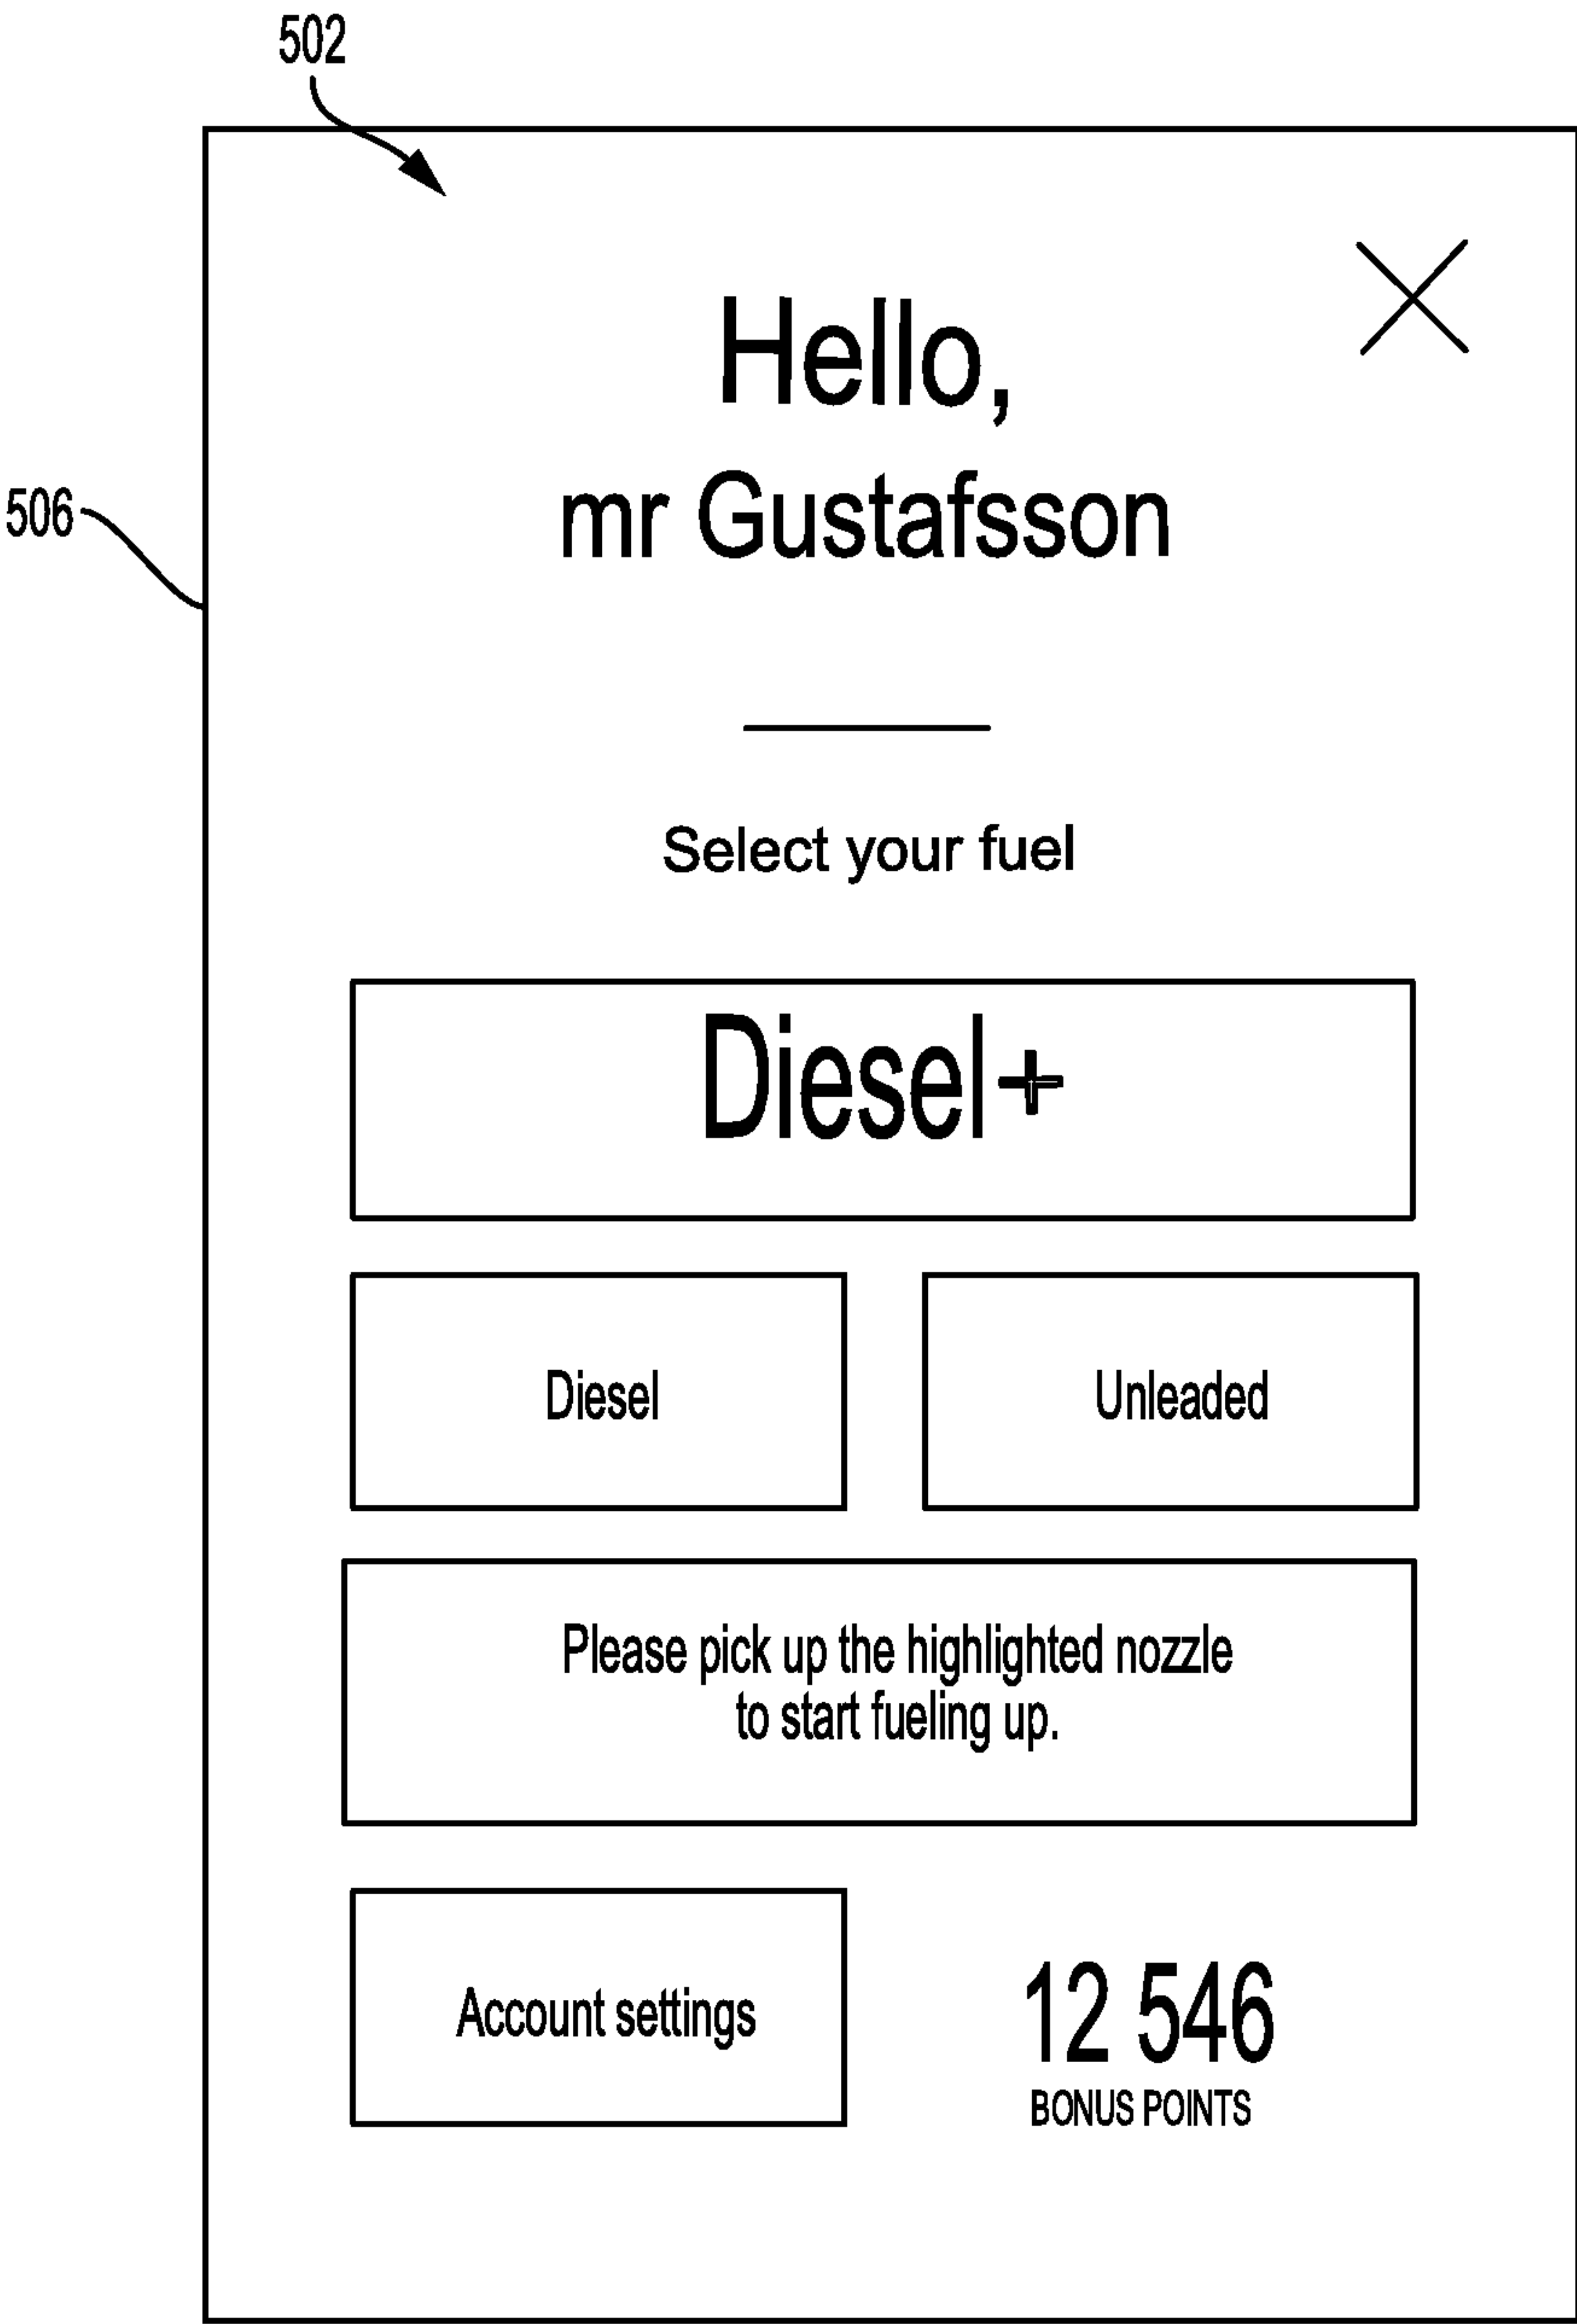 502
Hello,
mr Gustafsson
506
Select your fuel
Diesel+
Diesel
Unleaded
Please pick up the highlighted nozzle
to start fueling up.
Account settings
12 546
BONUS POINTS